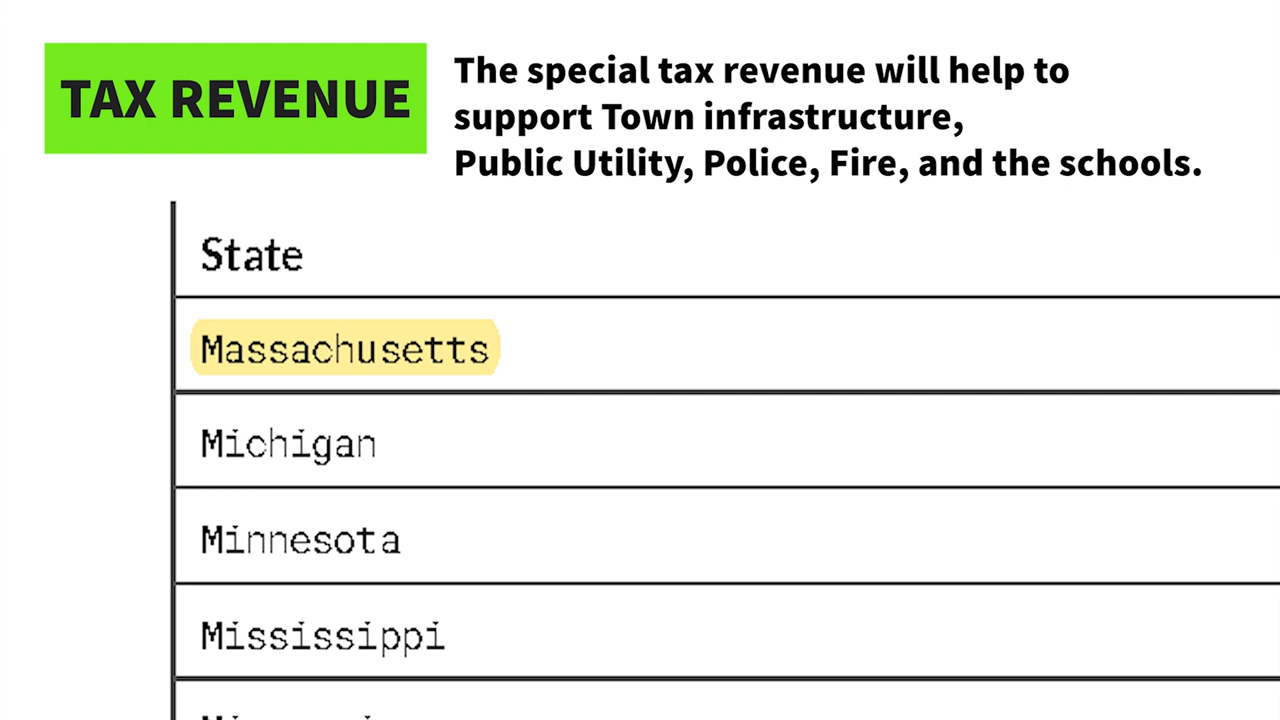 TAX REVENUE
The special tax revenue will help to
support Town infrastructure,
Public Utility, Police, Fire, and the schools.
State
Massachusetts
Michigan
Minnesota
Mississippi